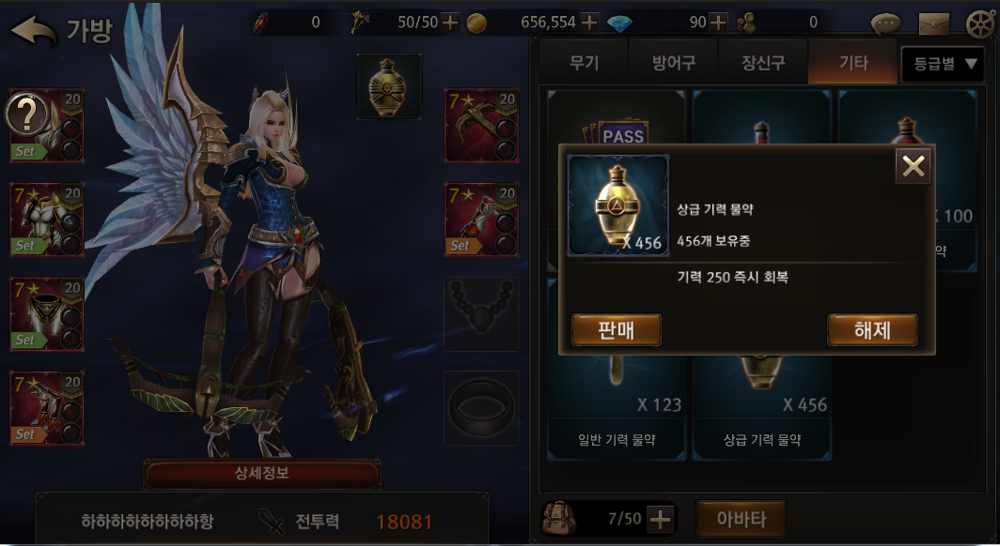 가방
0
50/50
656,554
90
0
무기
방어구
장신구
기타
등급별 ▼
7 20
Set
7 20
Set
7 20
Set
7 20
Set
7 20
7 20
Set
PASS
X 100
약
상급 기력 물약
X 456
456개 보유중
기력 250 즉시 회복
판매
해제
X 123
X 456
일반 기력 물약
상급 기력 물약
상세정보
하하하하하하하하항
전투력
18081
7/50
아바타